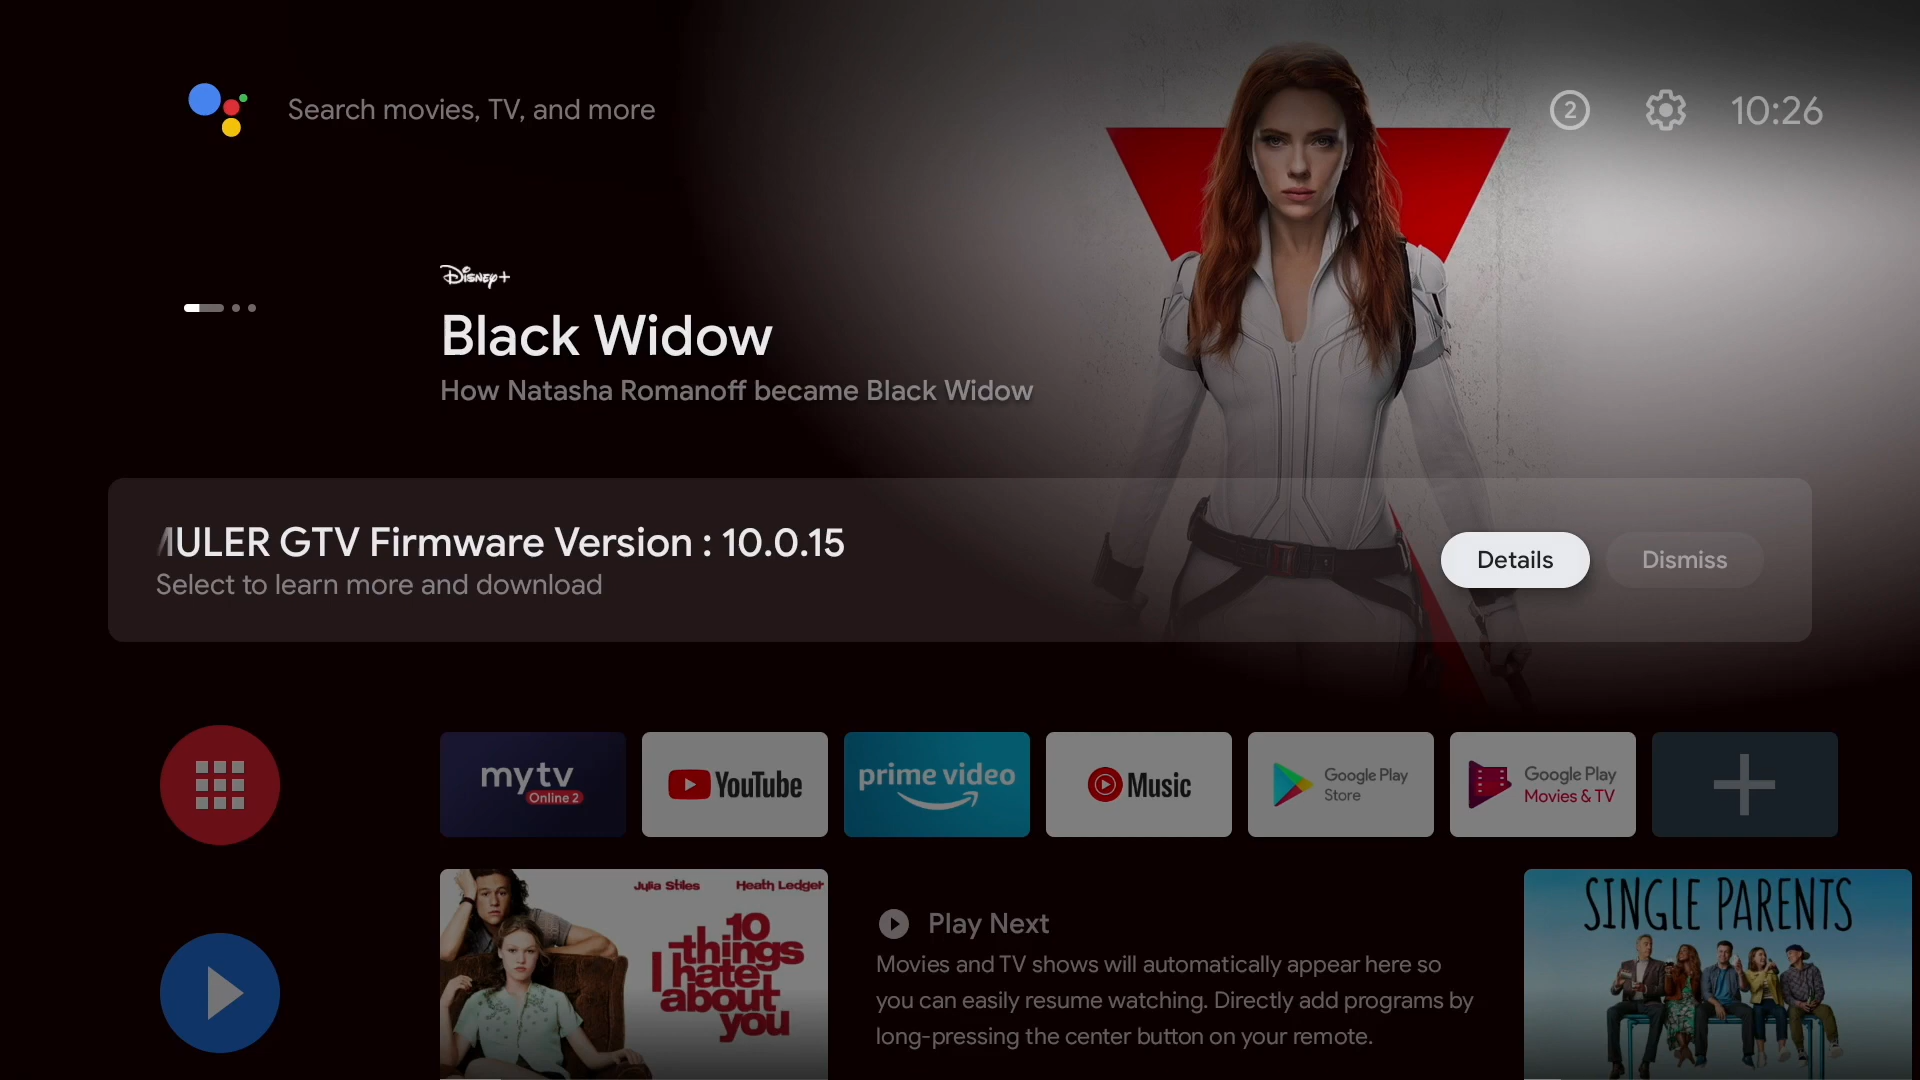 Search movies, TV, and more
2
10:26
Disney+
Black Widow
How Natasha Romanoff became Black Widow
MULER GTV Firmware Version : 10.0.15
Select to learn more and download
Details
Dismiss
mytv
Online 2
YouTube
prime video
Music
Google Play
Store
Google Play
Movies & TV
Julia Stiles
Heath Ledger
10
things
I hate
about
you
Play Next
Movies and TV shows will automatically appear here so
you can easily resume watching. Directly add programs by
long-pressing the center button on your remote.
SINGLE PARENTS